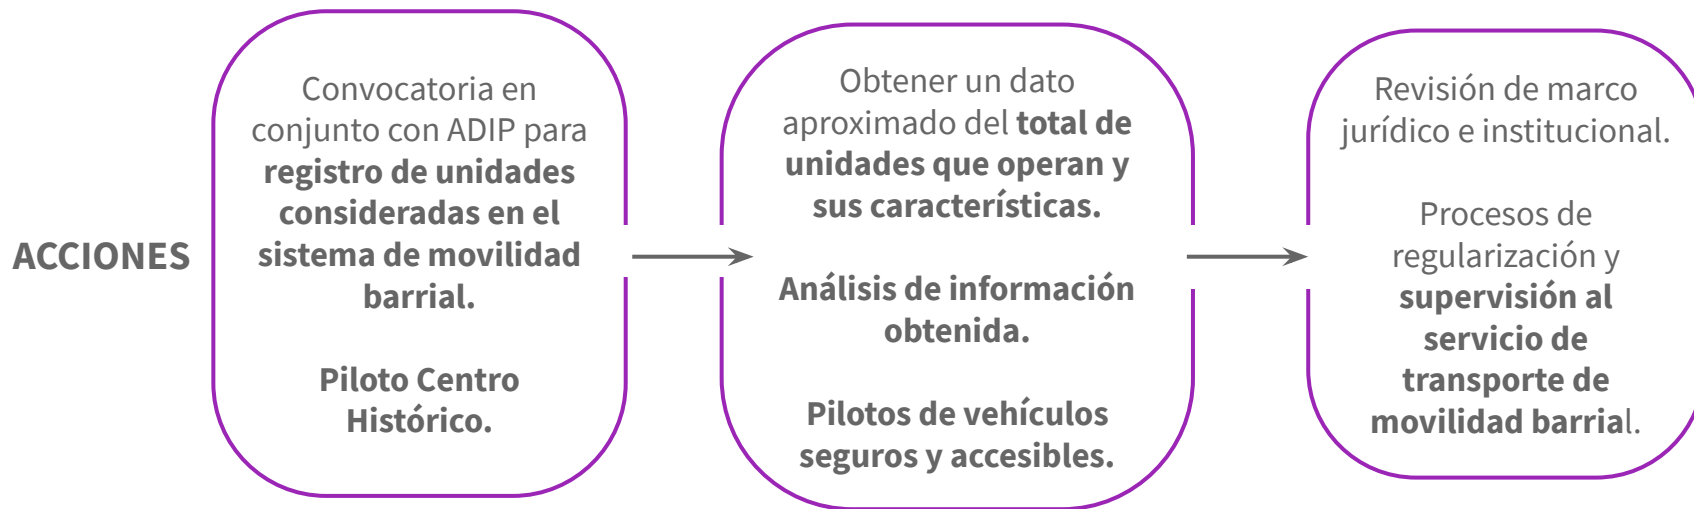 ACCIONES
Convocatoria en
conjunto con ADIP para
registro de unidades
consideradas en el
sistema de movilidad
barrial.
Piloto Centro
Histórico.
Obtener un dato
aproximado del total de
unidades que operan y
sus características.
Análisis de información
obtenida.
Pilotos de vehículos
seguros y accesibles.
Revisión de marco
jurídico e institucional.
Procesos de
regularización y
supervisión al
servicio de
transporte de
movilidad barrial.